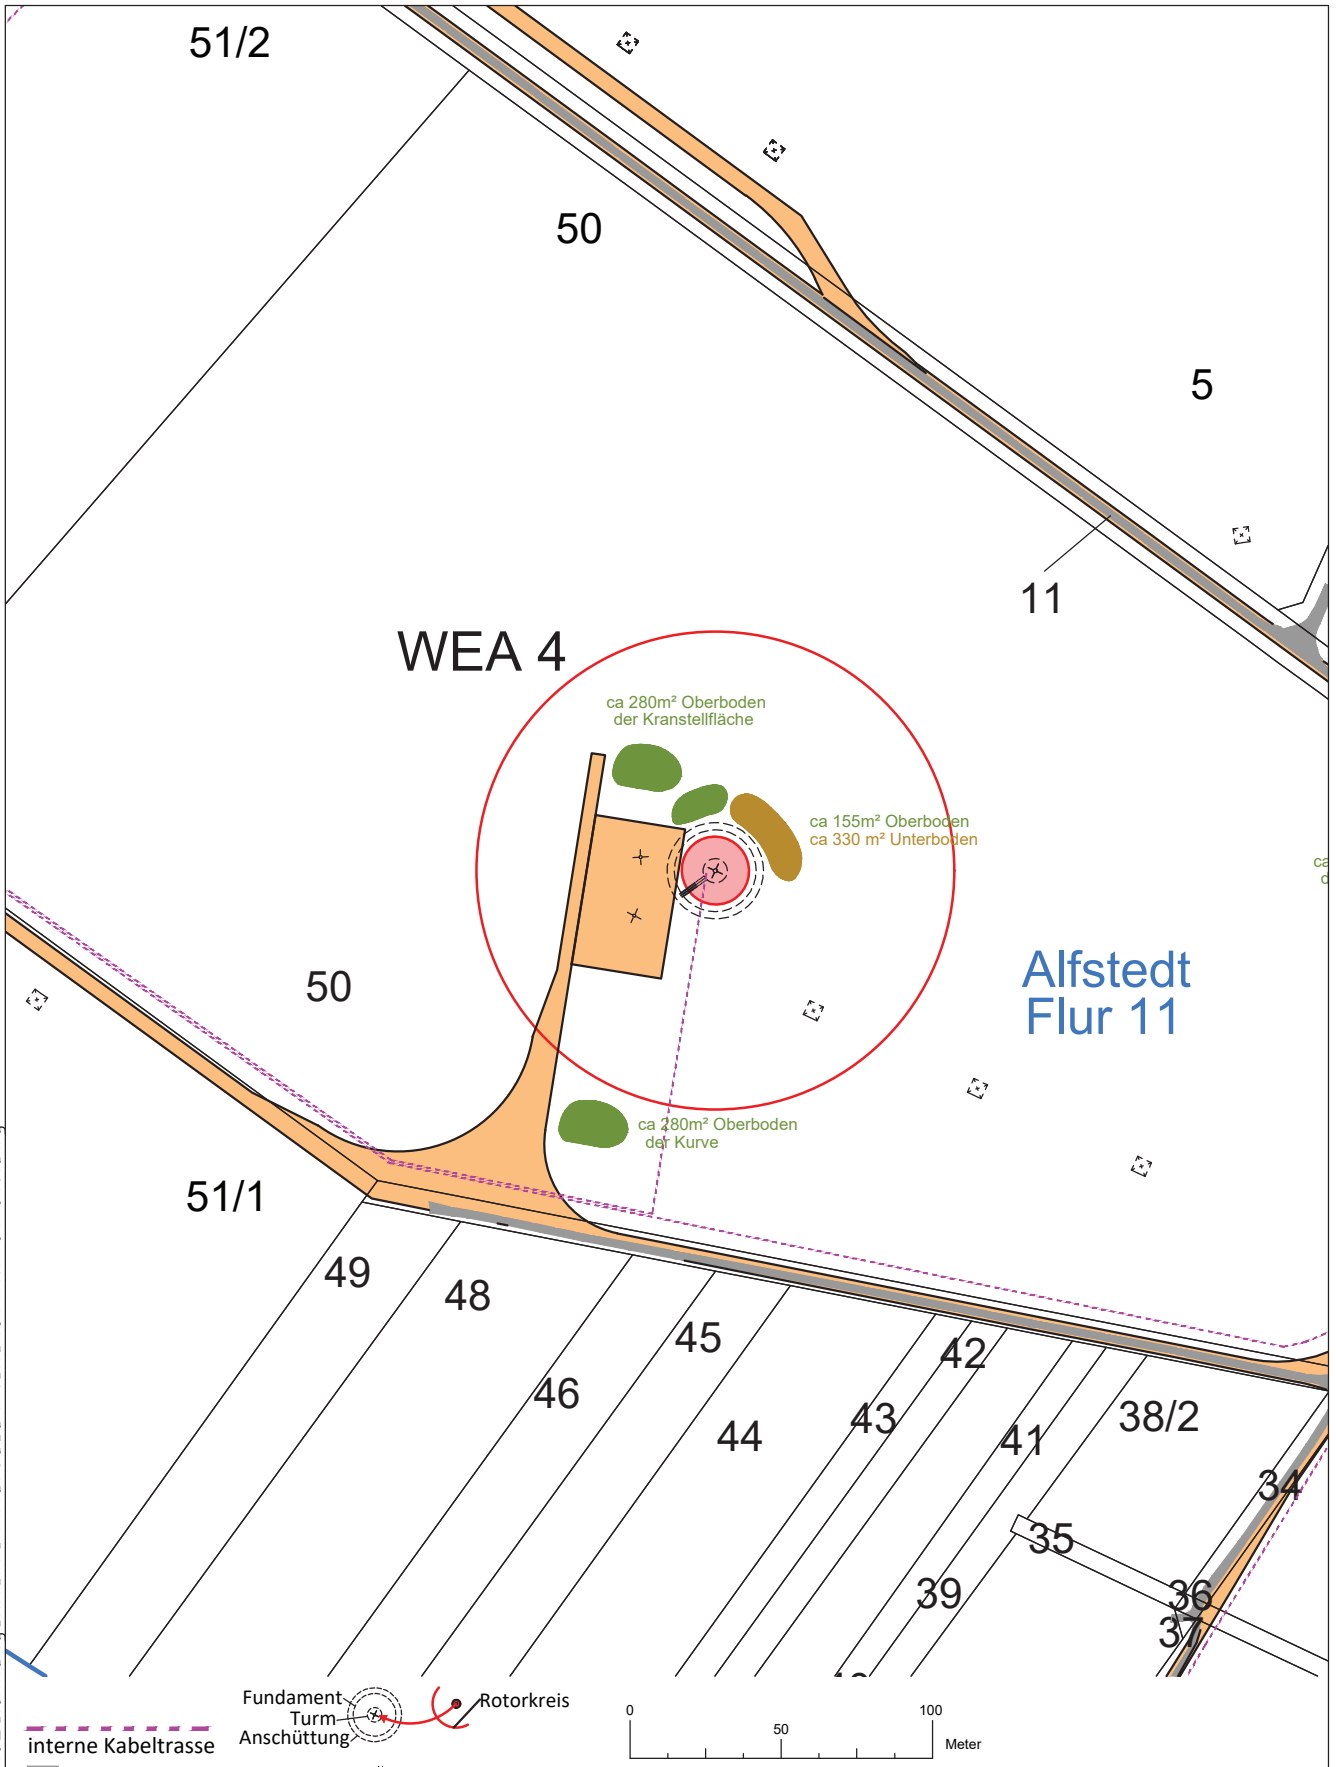 51/2
50
5
11
WEA 4
ca 280m² Oberboden
der Kranstellfläche
ca 155m² Oberboden
ca 330 m² Unterboden
ca
d
Alfstedt
Flur 11
50
ca 280m² Oberboden
der Kurve
51/1
49
48
45
42
46
43
38/2
44
41
34
35
39
36
37
Fundament
Turm
Anschüttung
Rotorkreis
interne Kabeltrasse
0
50
100
Meter